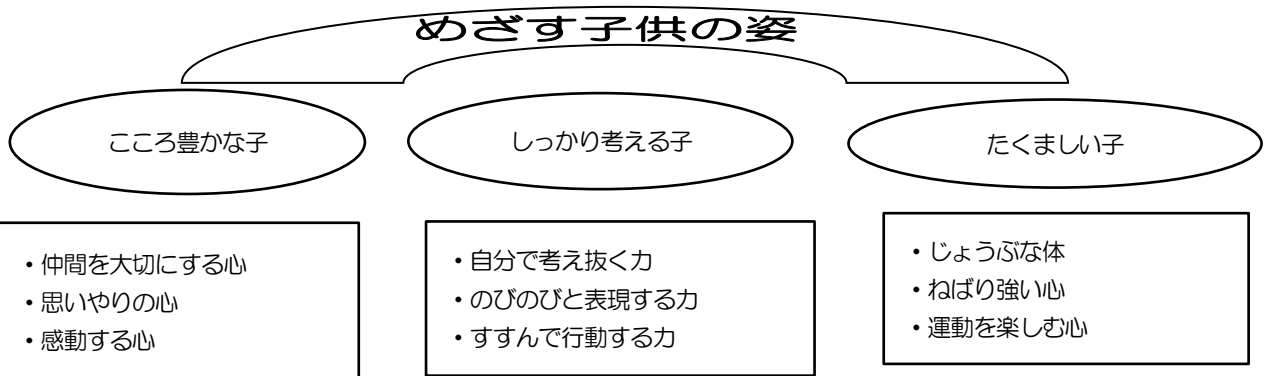 めざす子供の姿
こころ豊かな子
しっかり考える子
たくましい子
・仲間を大切にする心
・思いやりの心
・感動する心
・自分で考え抜く力
・のびのびと表現する力
・すすんで行動する力
・じょうぶな体
・ねばり強い心
・運動を楽しむ心